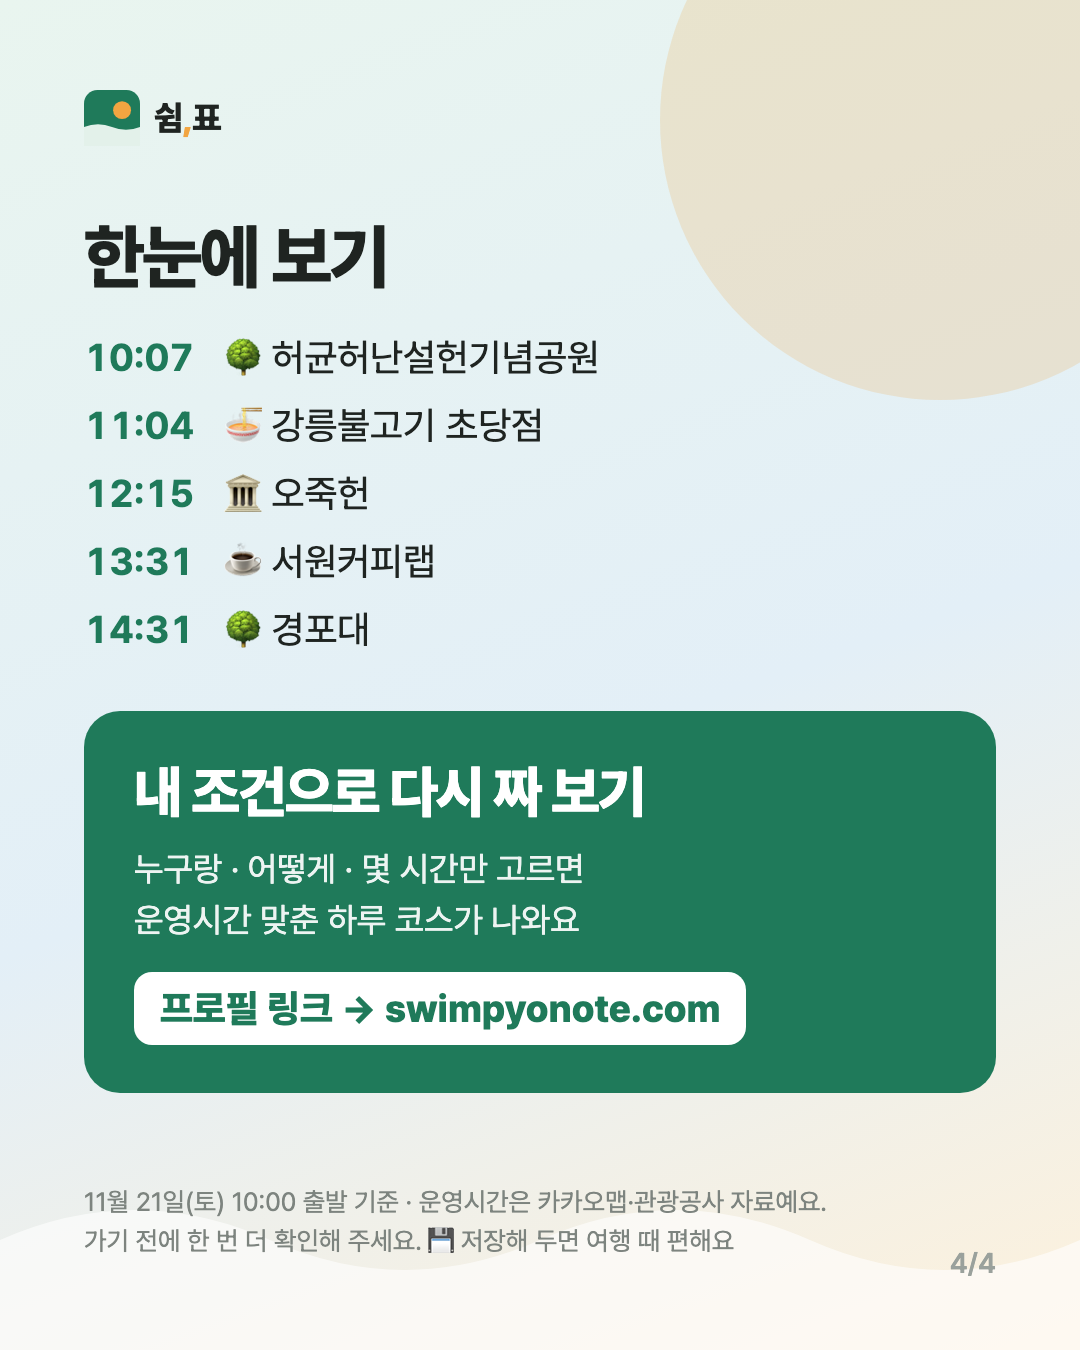 쉼,표
한눈에 보기
10:07 🌳 허균허난설헌기념공원
11:04 🍜 강릉불고기 초당점
12:15 🏛️ 오죽헌
13:31 ☕ 서원커피랩
14:31 🌳 경포대
내 조건으로 다시 짜 보기
누구랑 · 어떻게 · 몇 시간만 고르면
운영시간 맞춘 하루 코스가 나와요
프로필 링크 → swimpyonote.com
11월 21일(토) 10:00 출발 기준 · 운영시간은 카카오맵·관광공사 자료예요.
가기 전에 한 번 더 확인해 주세요. 💾 저장해 두면 여행 때 편해요
4/4